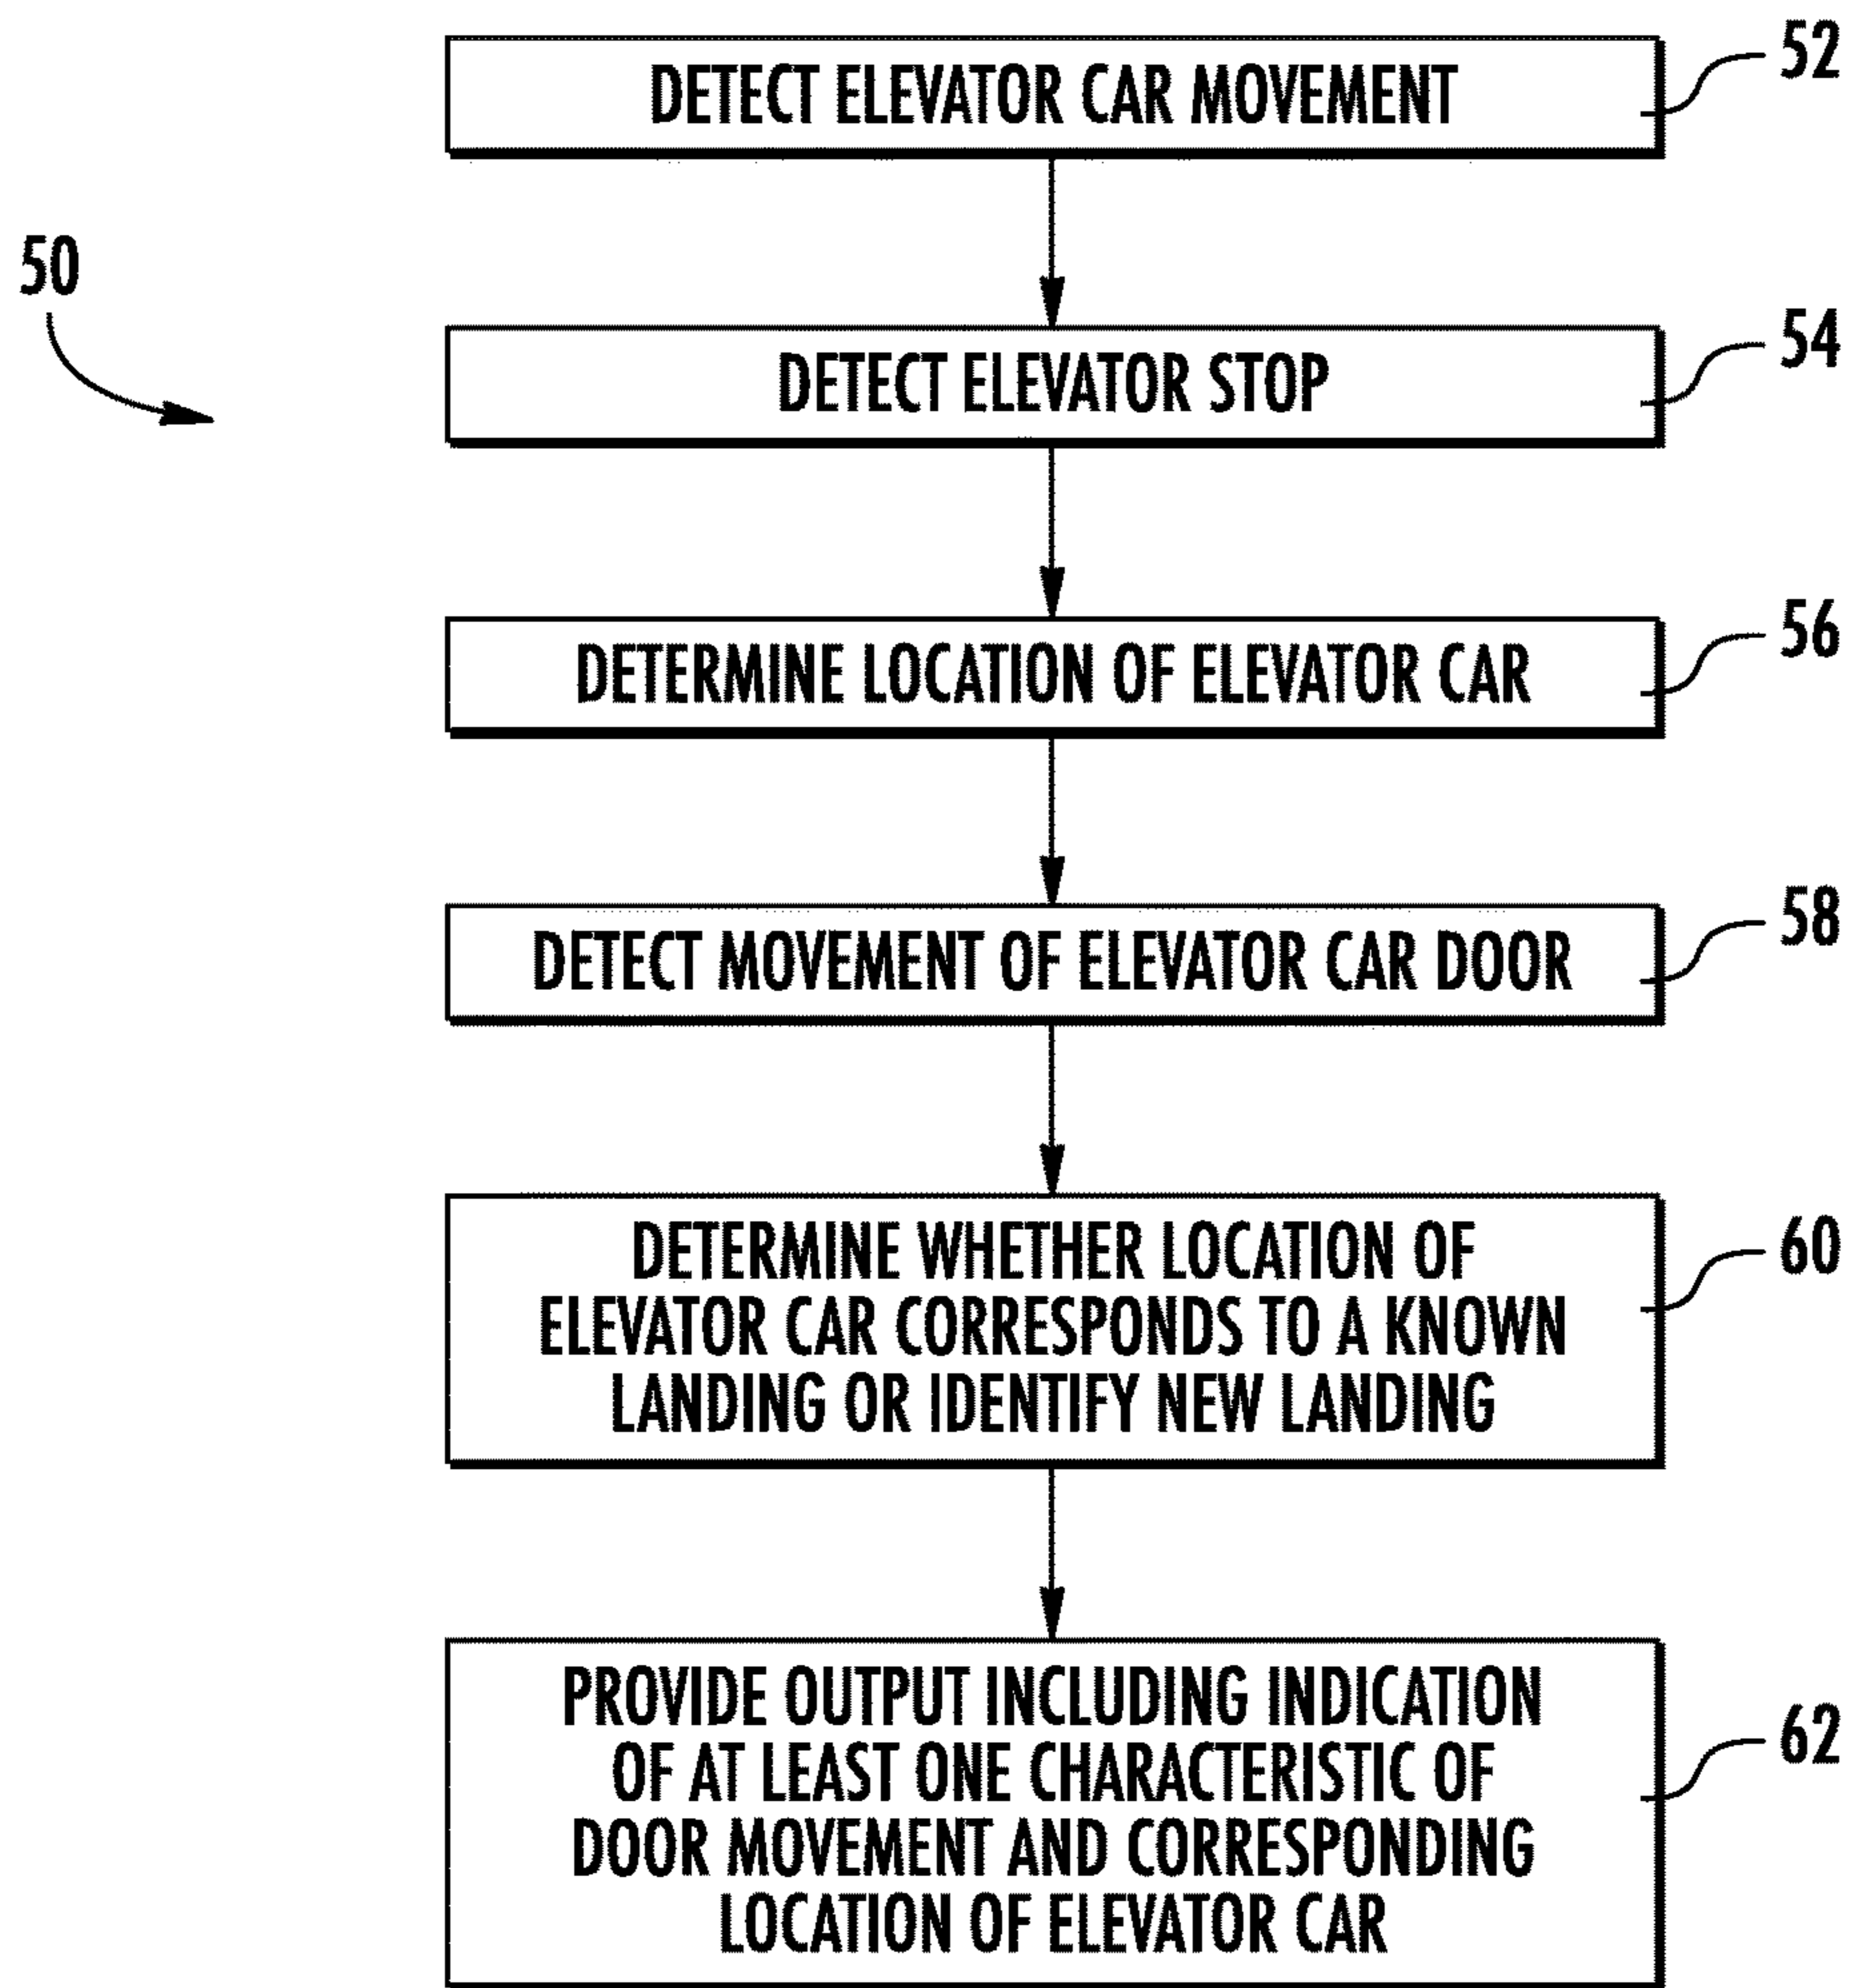 DETECT ELEVATOR CAR MOVEMENT
52
50
DETECT ELEVATOR STOP
54
DETERMINE LOCATION OF ELEVATOR CAR
56
DETECT MOVEMENT OF ELEVATOR CAR DOOR
58
DETERMINE WHETHER LOCATION OF
ELEVATOR CAR CORRESPONDS TO A KNOWN
LANDING OR IDENTIFY NEW LANDING
60
PROVIDE OUTPUT INCLUDING INDICATION
OF AT LEAST ONE CHARACTERISTIC OF
DOOR MOVEMENT AND CORRESPONDING
LOCATION OF ELEVATOR CAR
62